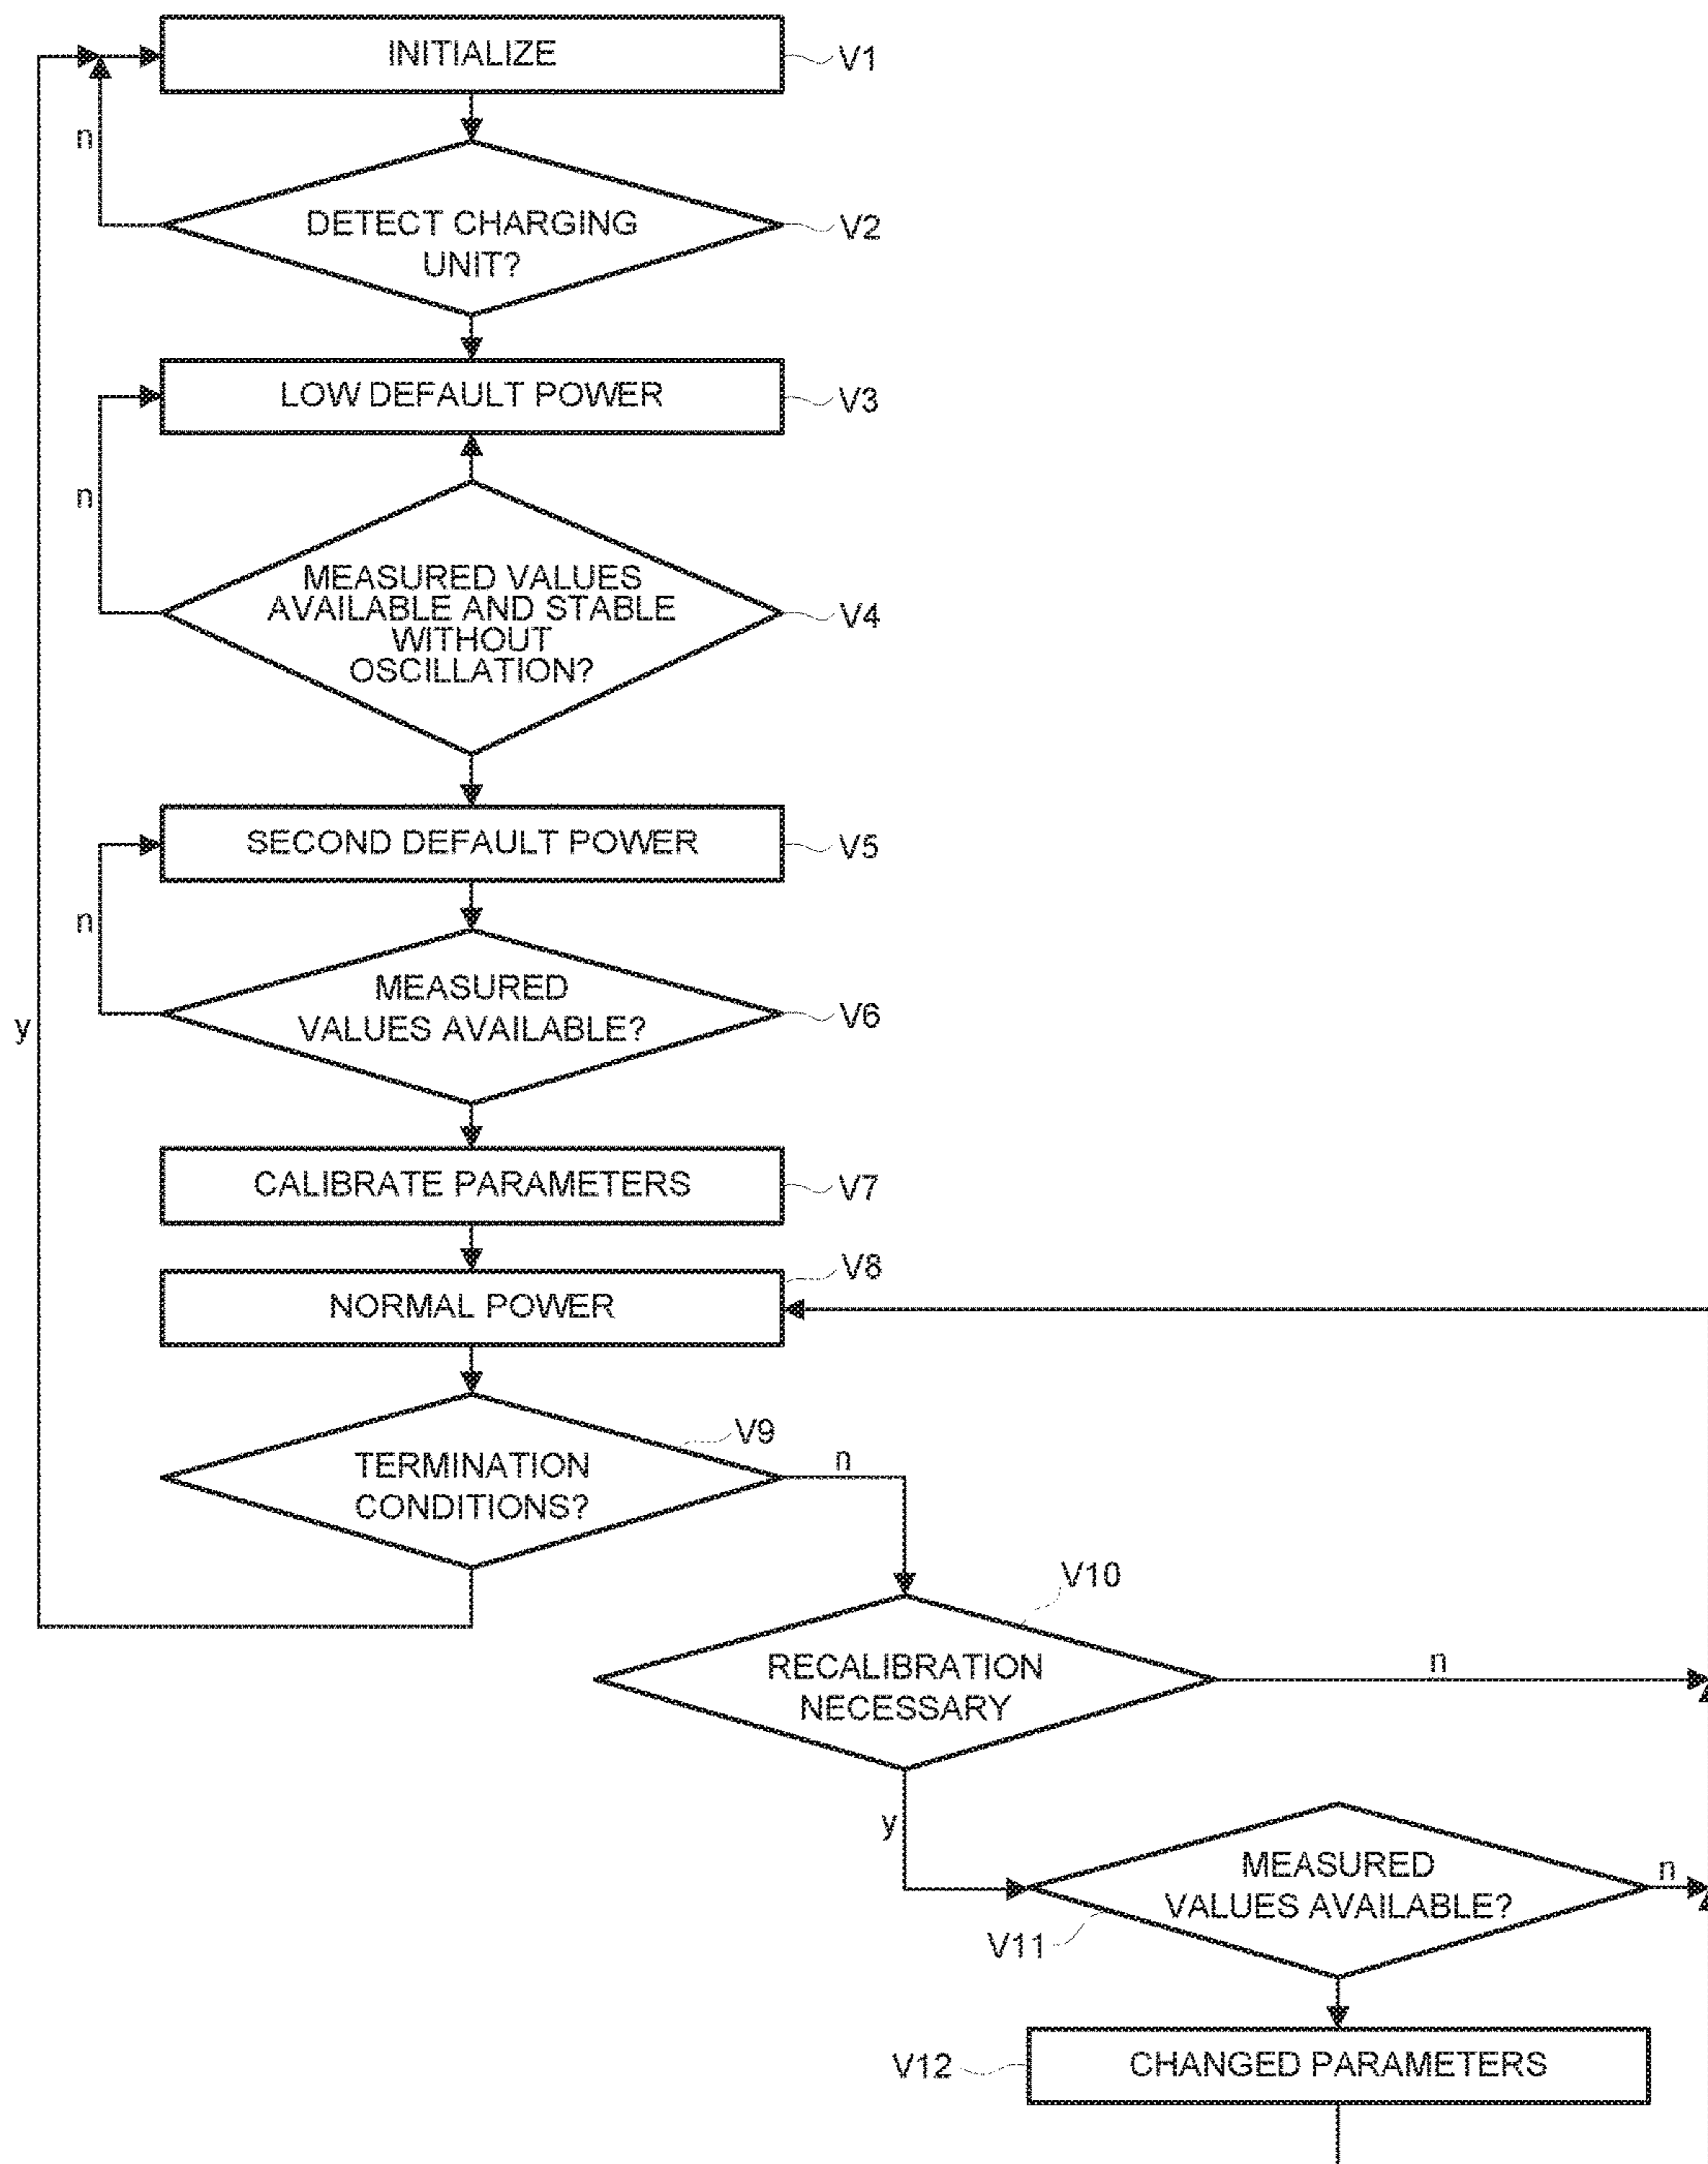 INITIALIZE
V1
n
DETECT CHARGING
UNIT?
V2
LOW DEFAULT POWER
V3
n
MEASURED VALUES
AVAILABLE AND STABLE
WITHOUT
OSCILLATION?
V4
SECOND DEFAULT POWER
V5
n
MEASURED
VALUES AVAILABLE?
V6
y
CALIBRATE PARAMETERS
V7
NORMAL POWER
V8
TERMINATION
CONDITIONS?
V9
n
RECALIBRATION
NECESSARY
V10
n
y
MEASURED
VALUES AVAILABLE?
V11
n
CHANGED PARAMETERS
V12